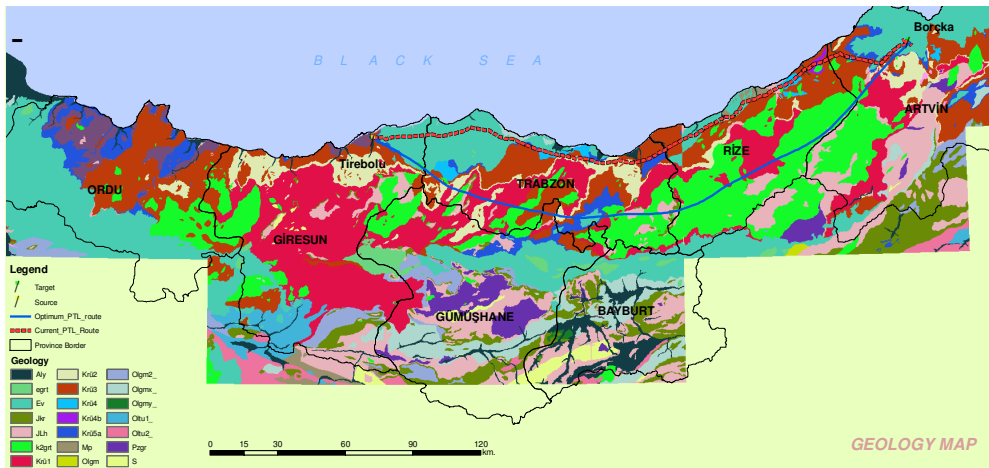 Borçka
B L A C K   S E A
ARTVİN
RİZE
Tirebolu
TRABZON
ORDU
GİRESUN
GÜMÜŞHANE
BAYBURT
Legend
Target
Source
Optimum_PTL_route
Current_PTL_Route
Province Border
Geology
Aly
egrt
Ev
Jkr
JLh
k2grt
Krü1
Krü2
Krü3
Krü4
Krü4b
Krü5a
Mp
Olgm
Olgm2_
Olgmx_
Olgmy_
Oltu1_
Oltu2_
Pzgr
S
0 15 30 60 90 120
km.
GEOLOGY MAP